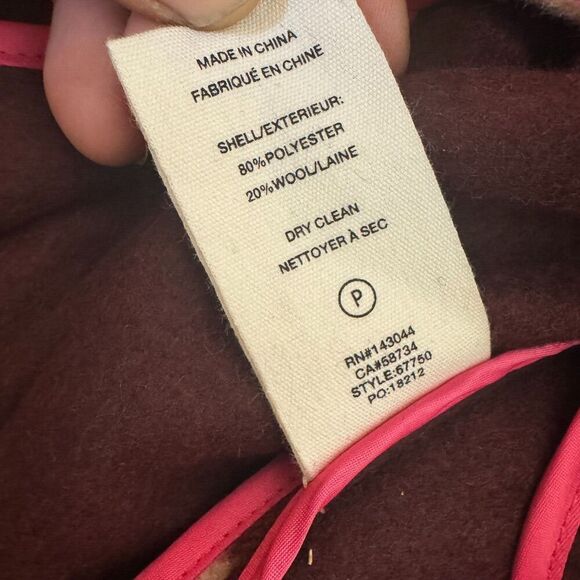 MADE IN CHINA
FABRIQUÉ EN CHINE
SHELL/EXTERIEUR:
80%POLYESTER
20%WOOL/LAINE
DRY CLEAN
NETTOYER À SEC
P
RN#143044
CA#58734
STYLE:67750
PO:18212